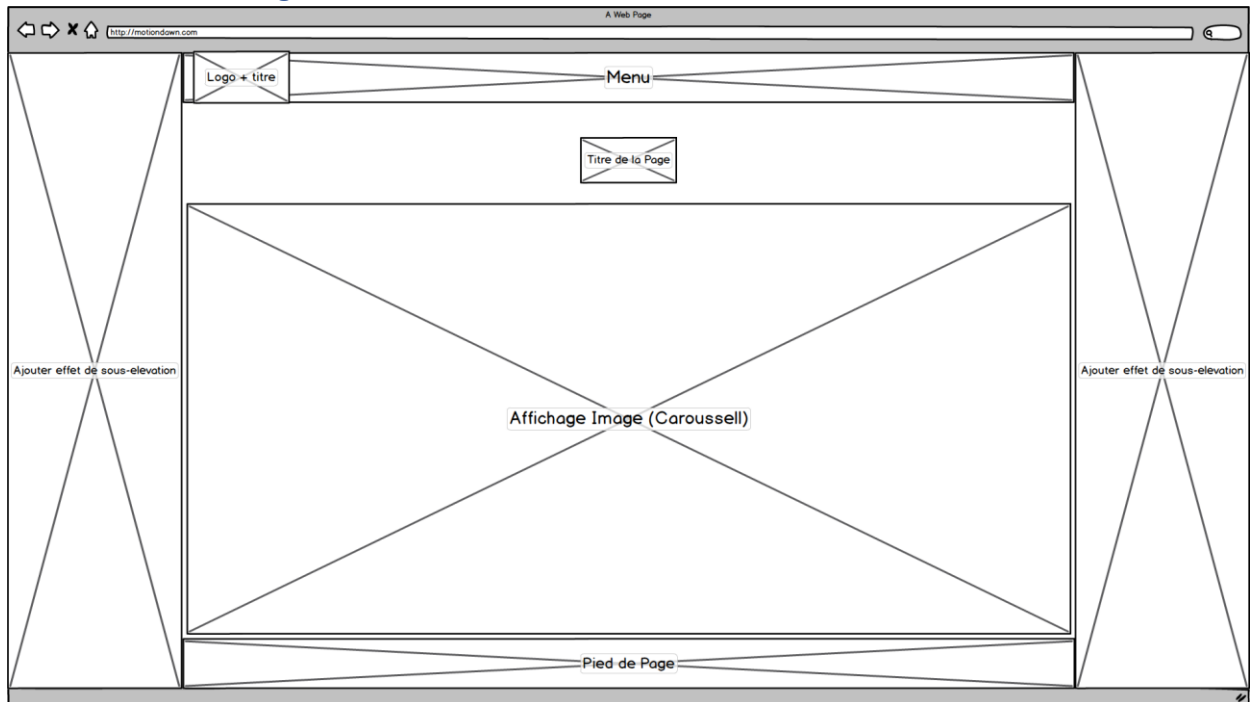 A Web Page
http://motiondawn.com
Logo + titre
Menu
Titre de la Page
Ajouter effet de sous-elevation
Ajouter effet de sous-elevation
Affichage Image (Caroussell)
Pied de Page